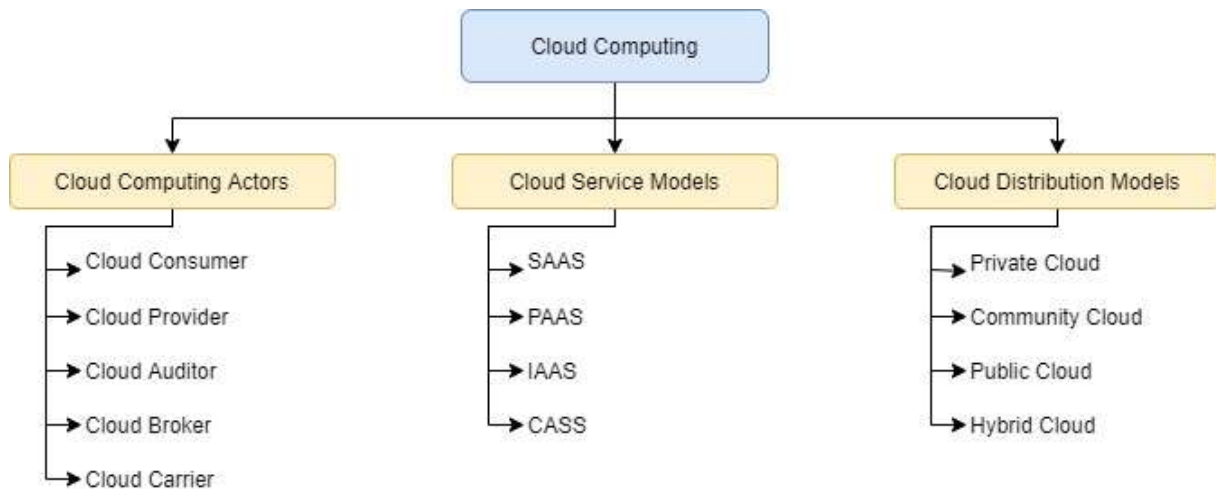 Cloud Computing
Cloud Computing Actors
Cloud Service Models
Cloud Distribution Models
Cloud Consumer
Cloud Provider
Cloud Auditor
Cloud Broker
Cloud Carrier
SAAS
PAAS
IAAS
CASS
Private Cloud
Community Cloud
Public Cloud
Hybrid Cloud